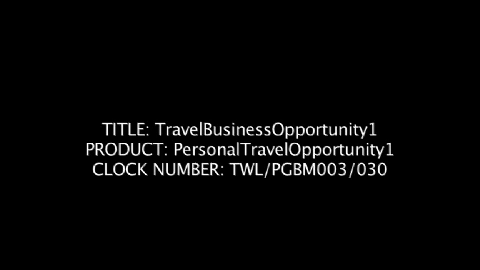 TITLE: TravelBusinessOpportunity1
PRODUCT: PersonalTravelOpportunity1
CLOCK NUMBER: TWL/PGBM003/030